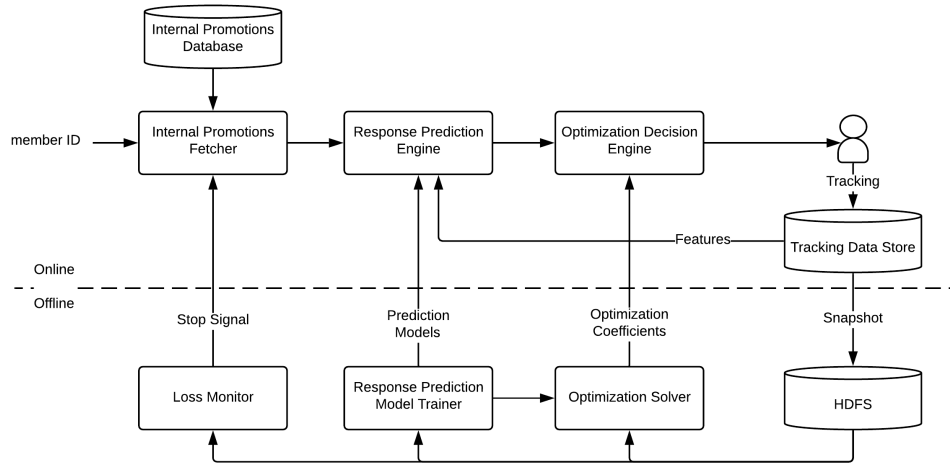 Internal Promotions
Database
member ID
Internal Promotions
Fetcher
Response Prediction
Engine
Optimization Decision
Engine
Tracking
Features
Tracking Data Store
Online
Offline
Stop Signal
Prediction
Models
Optimization
Coefficients
Snapshot
Loss Monitor
Response Prediction
Model Trainer
Optimization Solver
HDFS